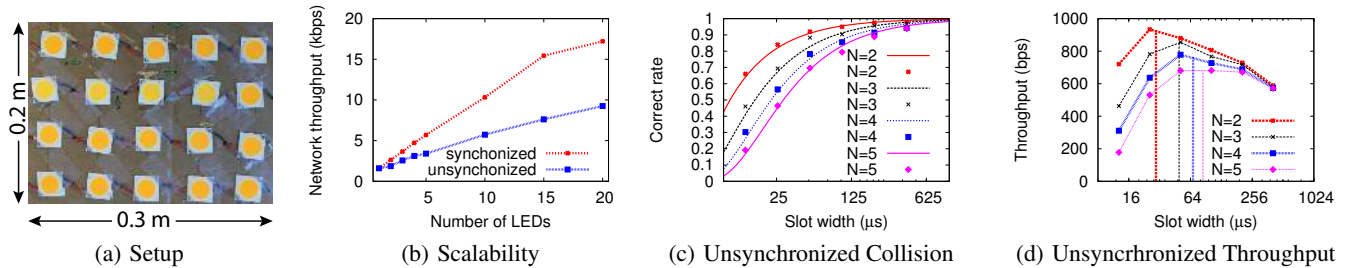 0.2 m
0.3 m
(a) Setup
Network throughput (kbps)
20
15
10
5
0
5
10
15
20
synchonized
unsynchonized
Number of LEDs
(b) Scalability
Correct rate
1
0.9
0.8
0.7
0.6
0.5
0.4
0.3
0.2
0.1
0
N=2
N=2
N=3
N=3
N=4
N=4
N=5
N=5
25
125
625
Slot width (μs)
(c) Unsynchronized Collision
Throughput (bps)
1000
800
600
400
200
0
N=2
N=3
N=4
N=5
16
64
256
1024
Slot width (μs)
(d) Unsyncrhronized Throughput